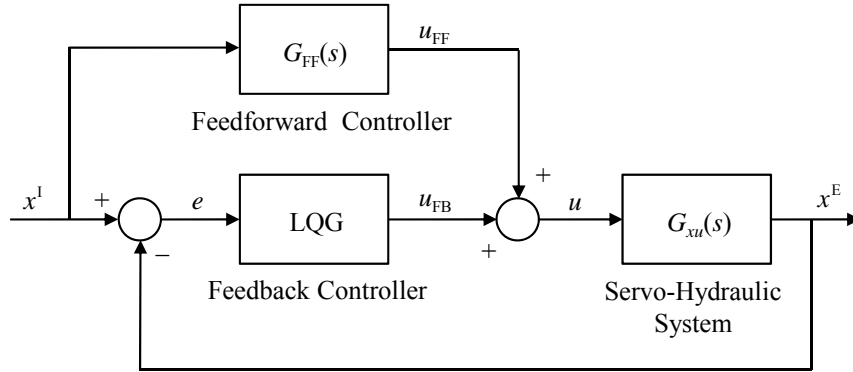 u_FF
G_FF(s)
Feedforward Controller
x^I
+
e
LQG
u_FB
+
+
u
G_xu(s)
x^E
−
Feedback Controller
Servo-Hydraulic
System